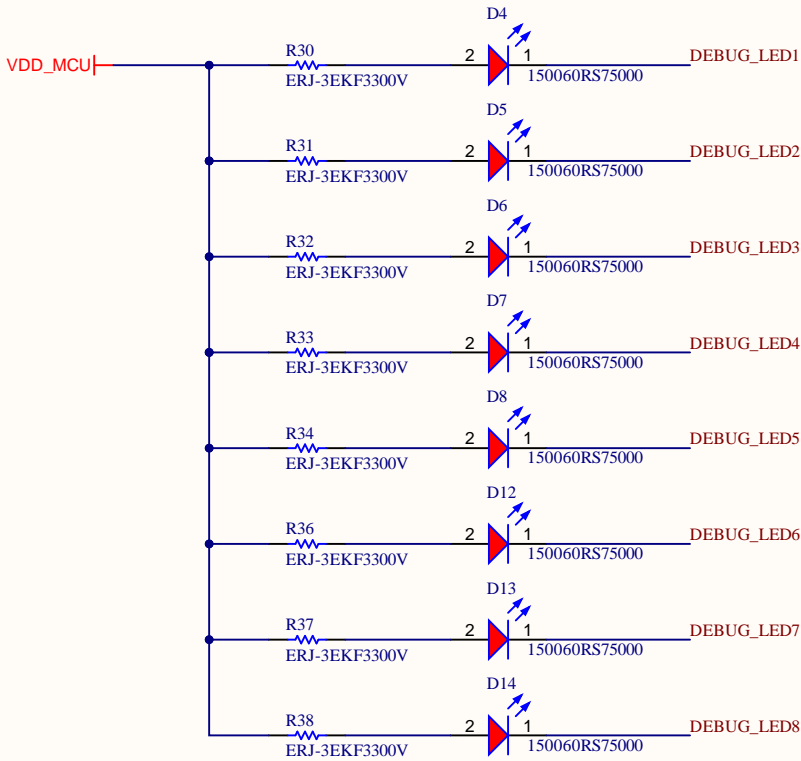 D4
R30
2 1
DEBUG_LED1
VDD_MCU
ERJ-3EKF3300V
150060RS75000
D5
R31
2 1
DEBUG_LED2
ERJ-3EKF3300V
150060RS75000
D6
R32
2 1
DEBUG_LED3
ERJ-3EKF3300V
150060RS75000
D7
R33
2 1
DEBUG_LED4
ERJ-3EKF3300V
150060RS75000
D8
R34
2 1
DEBUG_LED5
ERJ-3EKF3300V
150060RS75000
D12
R36
2 1
DEBUG_LED6
ERJ-3EKF3300V
150060RS75000
D13
R37
2 1
DEBUG_LED7
ERJ-3EKF3300V
150060RS75000
D14
R38
2 1
DEBUG_LED8
ERJ-3EKF3300V
150060RS75000